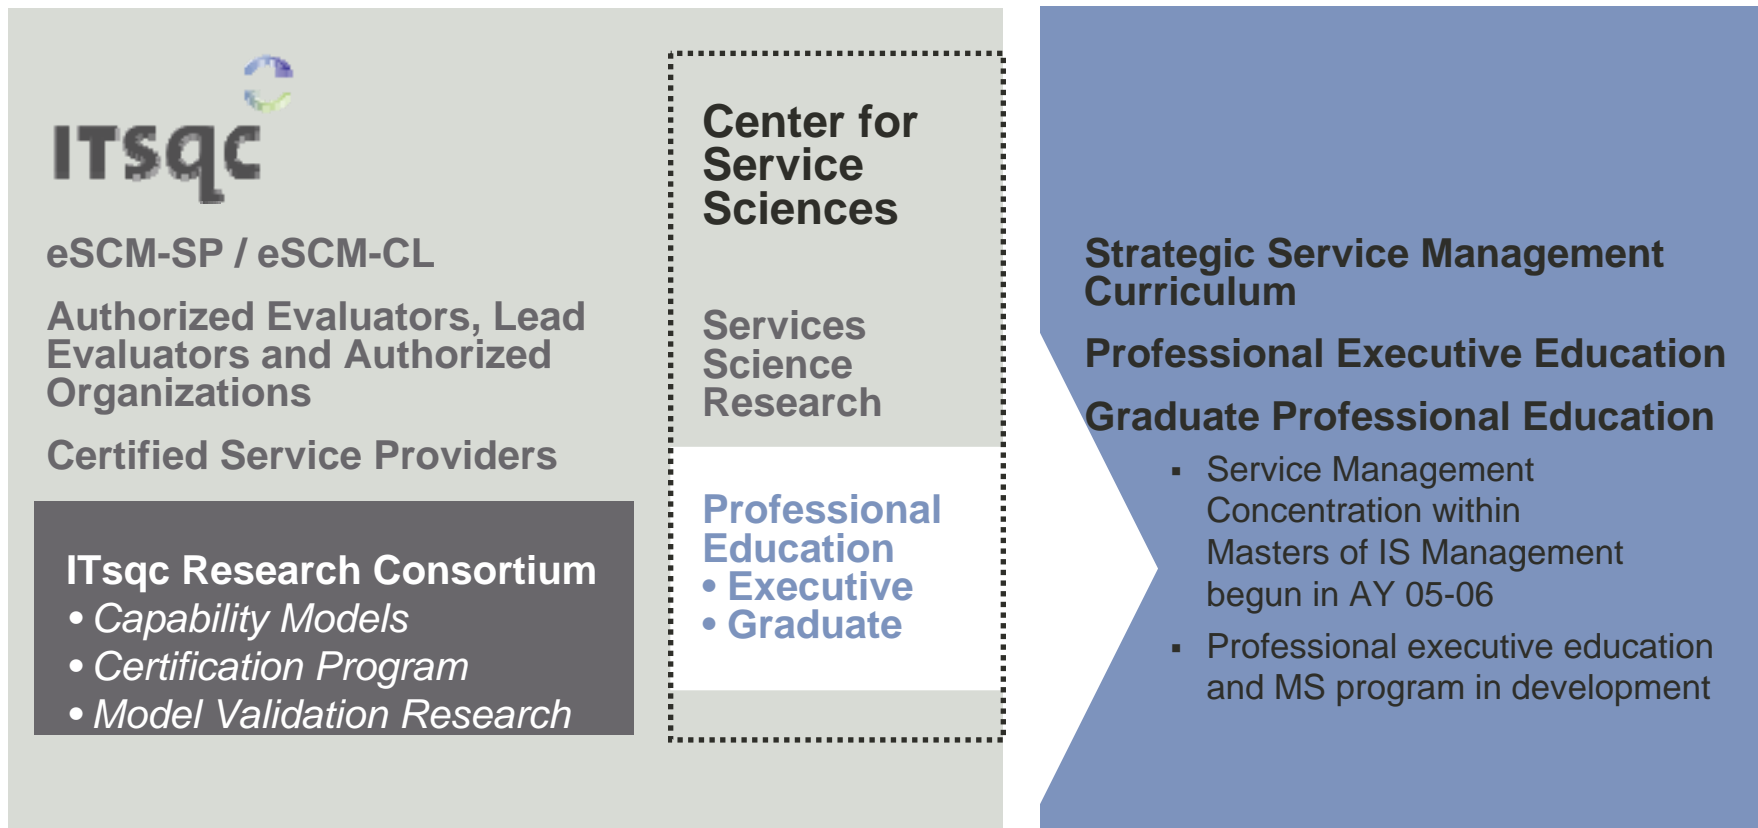 ITsqc
eSCM-SP / eSCM-CL
Authorized Evaluators, Lead
Evaluators and Authorized
Organizations
Certified Service Providers
ITsqc Research Consortium
• Capability Models
• Certification Program
• Model Validation Research
Center for
Service
Sciences
Services
Science
Research
Professional
Education
• Executive
• Graduate
Strategic Service Management
Curriculum
Professional Executive Education
Graduate Professional Education
▪ Service Management
Concentration within
Masters of IS Management
begun in AY 05-06
▪ Professional executive education
and MS program in development